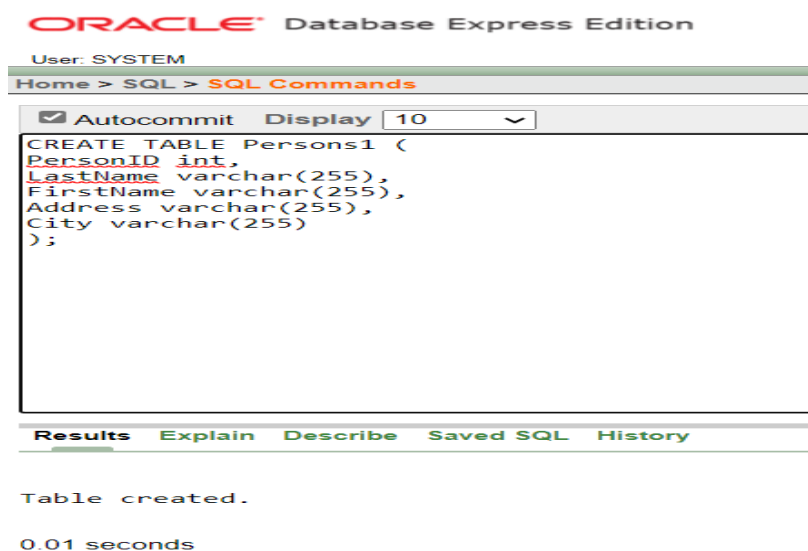 ORACLE Database Express Edition
User: SYSTEM
Home > SQL > SQL Commands
Autocommit Display 10
CREATE TABLE Persons1 (
PersonID int,
LastName varchar(255),
FirstName varchar(255),
Address varchar(255),
City varchar(255)
);
Results Explain Describe Saved SQL History
Table created.
0.01 seconds